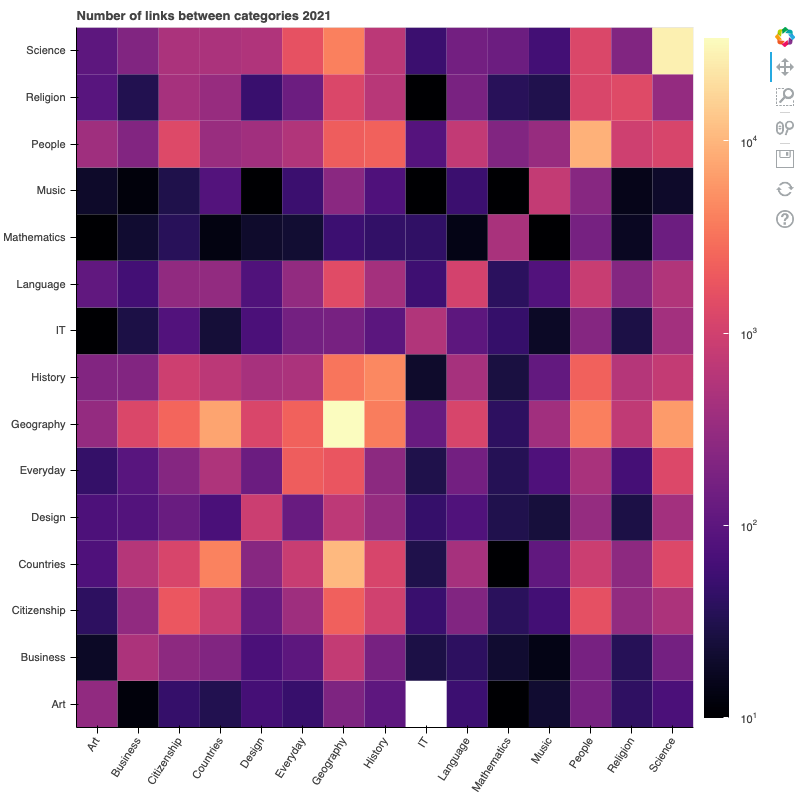 Number of links between categories 2021
Science
Religion
People
Music
Mathematics
Language
IT
History
Geography
Everyday
Design
Countries
Citizenship
Business
Art
Art
Business
Citizenship
Countries
Design
Everyday
Geography
History
IT
Language
Mathematics
Music
People
Religion
Science
10⁴
10³
10²
10¹
?